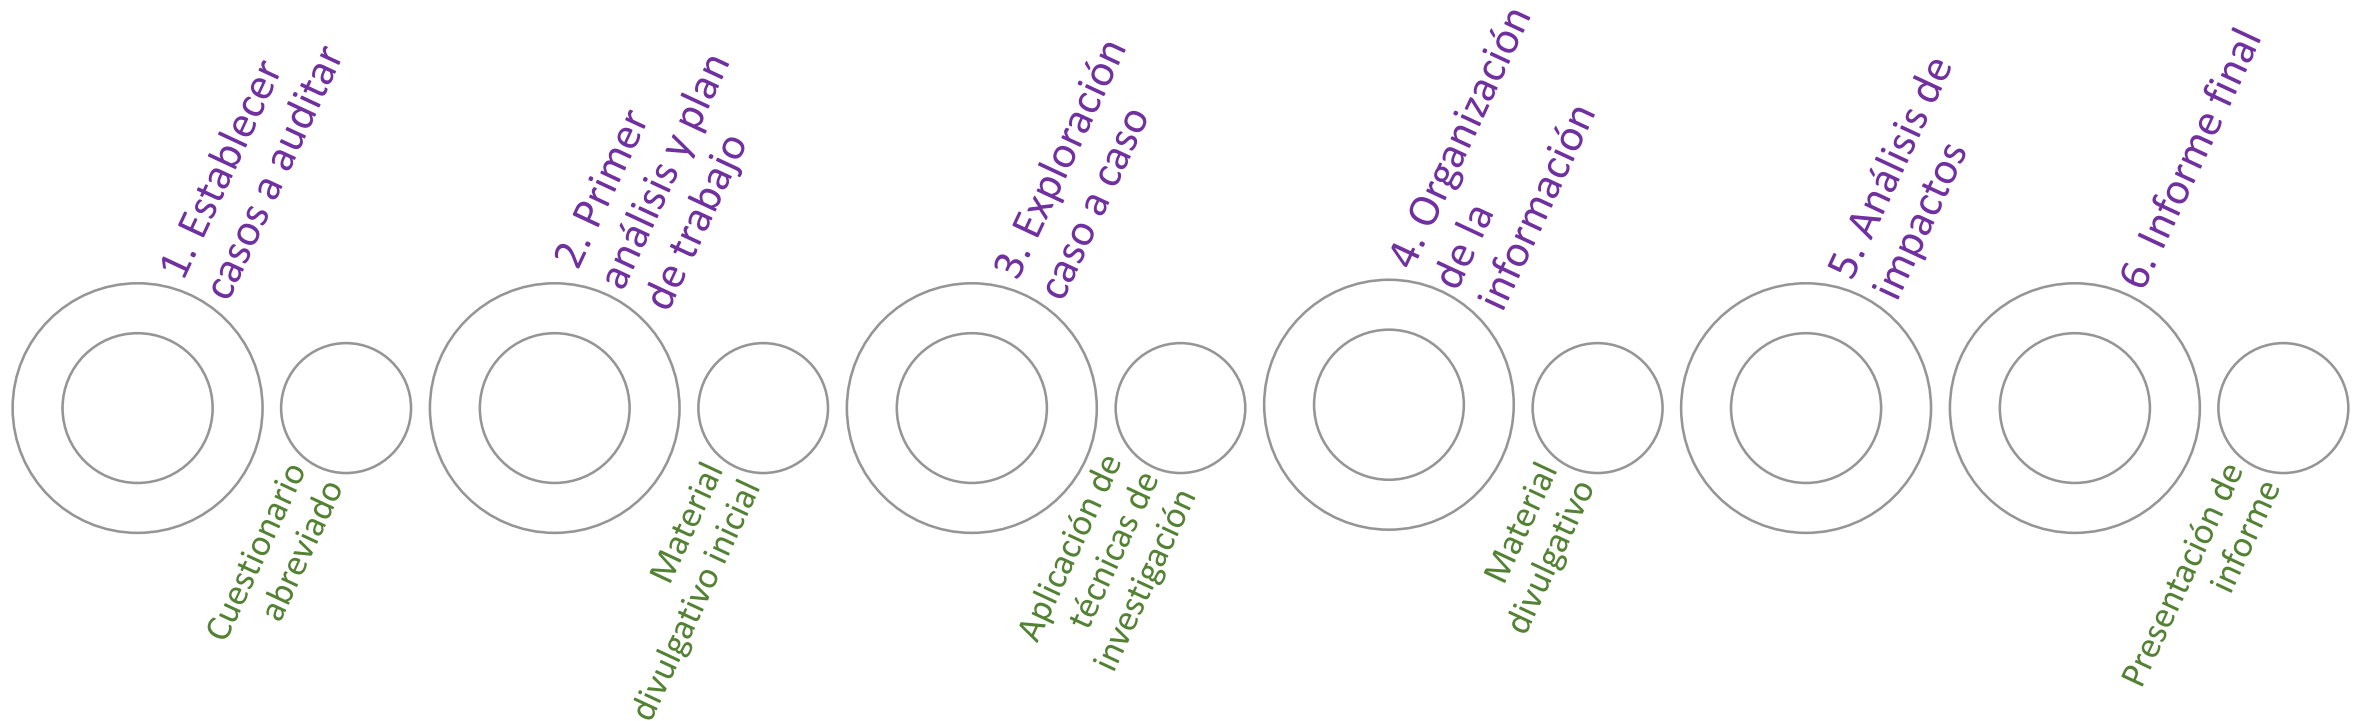 1. Establecer
casos a auditar
Cuestionario
abreviado
2. Primer
análisis y plan
de trabajo
Material
divulgativo inicial
3. Exploración
caso a caso
Aplicación de
técnicas de
investigación
4. Organización
de la
información
Material
divulgativo
5. Análisis de
impactos
6. Informe final
Presentación de
informe